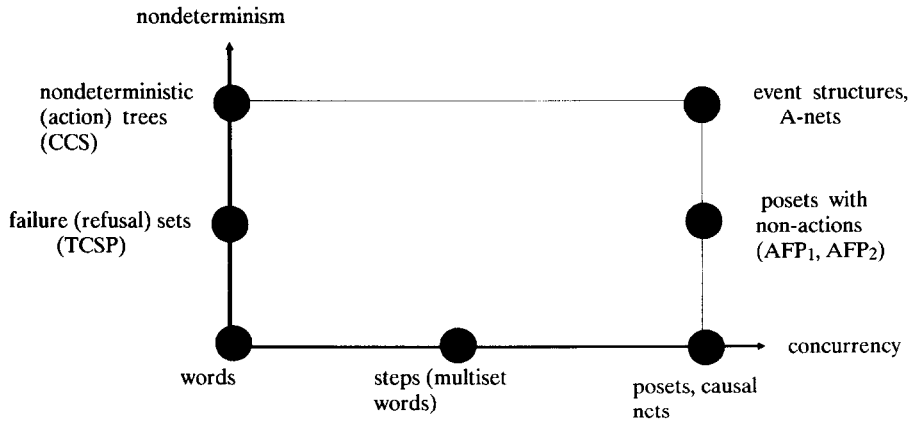 nondeterminism
nondeterministic
(action) trees
(CCS)
event structures,
A-nets
failure (refusal) sets
(TCSP)
posets with
non-actions
(AFP1, AFP2)
concurrency
words
steps (multiset
words)
posets, causal
ncts